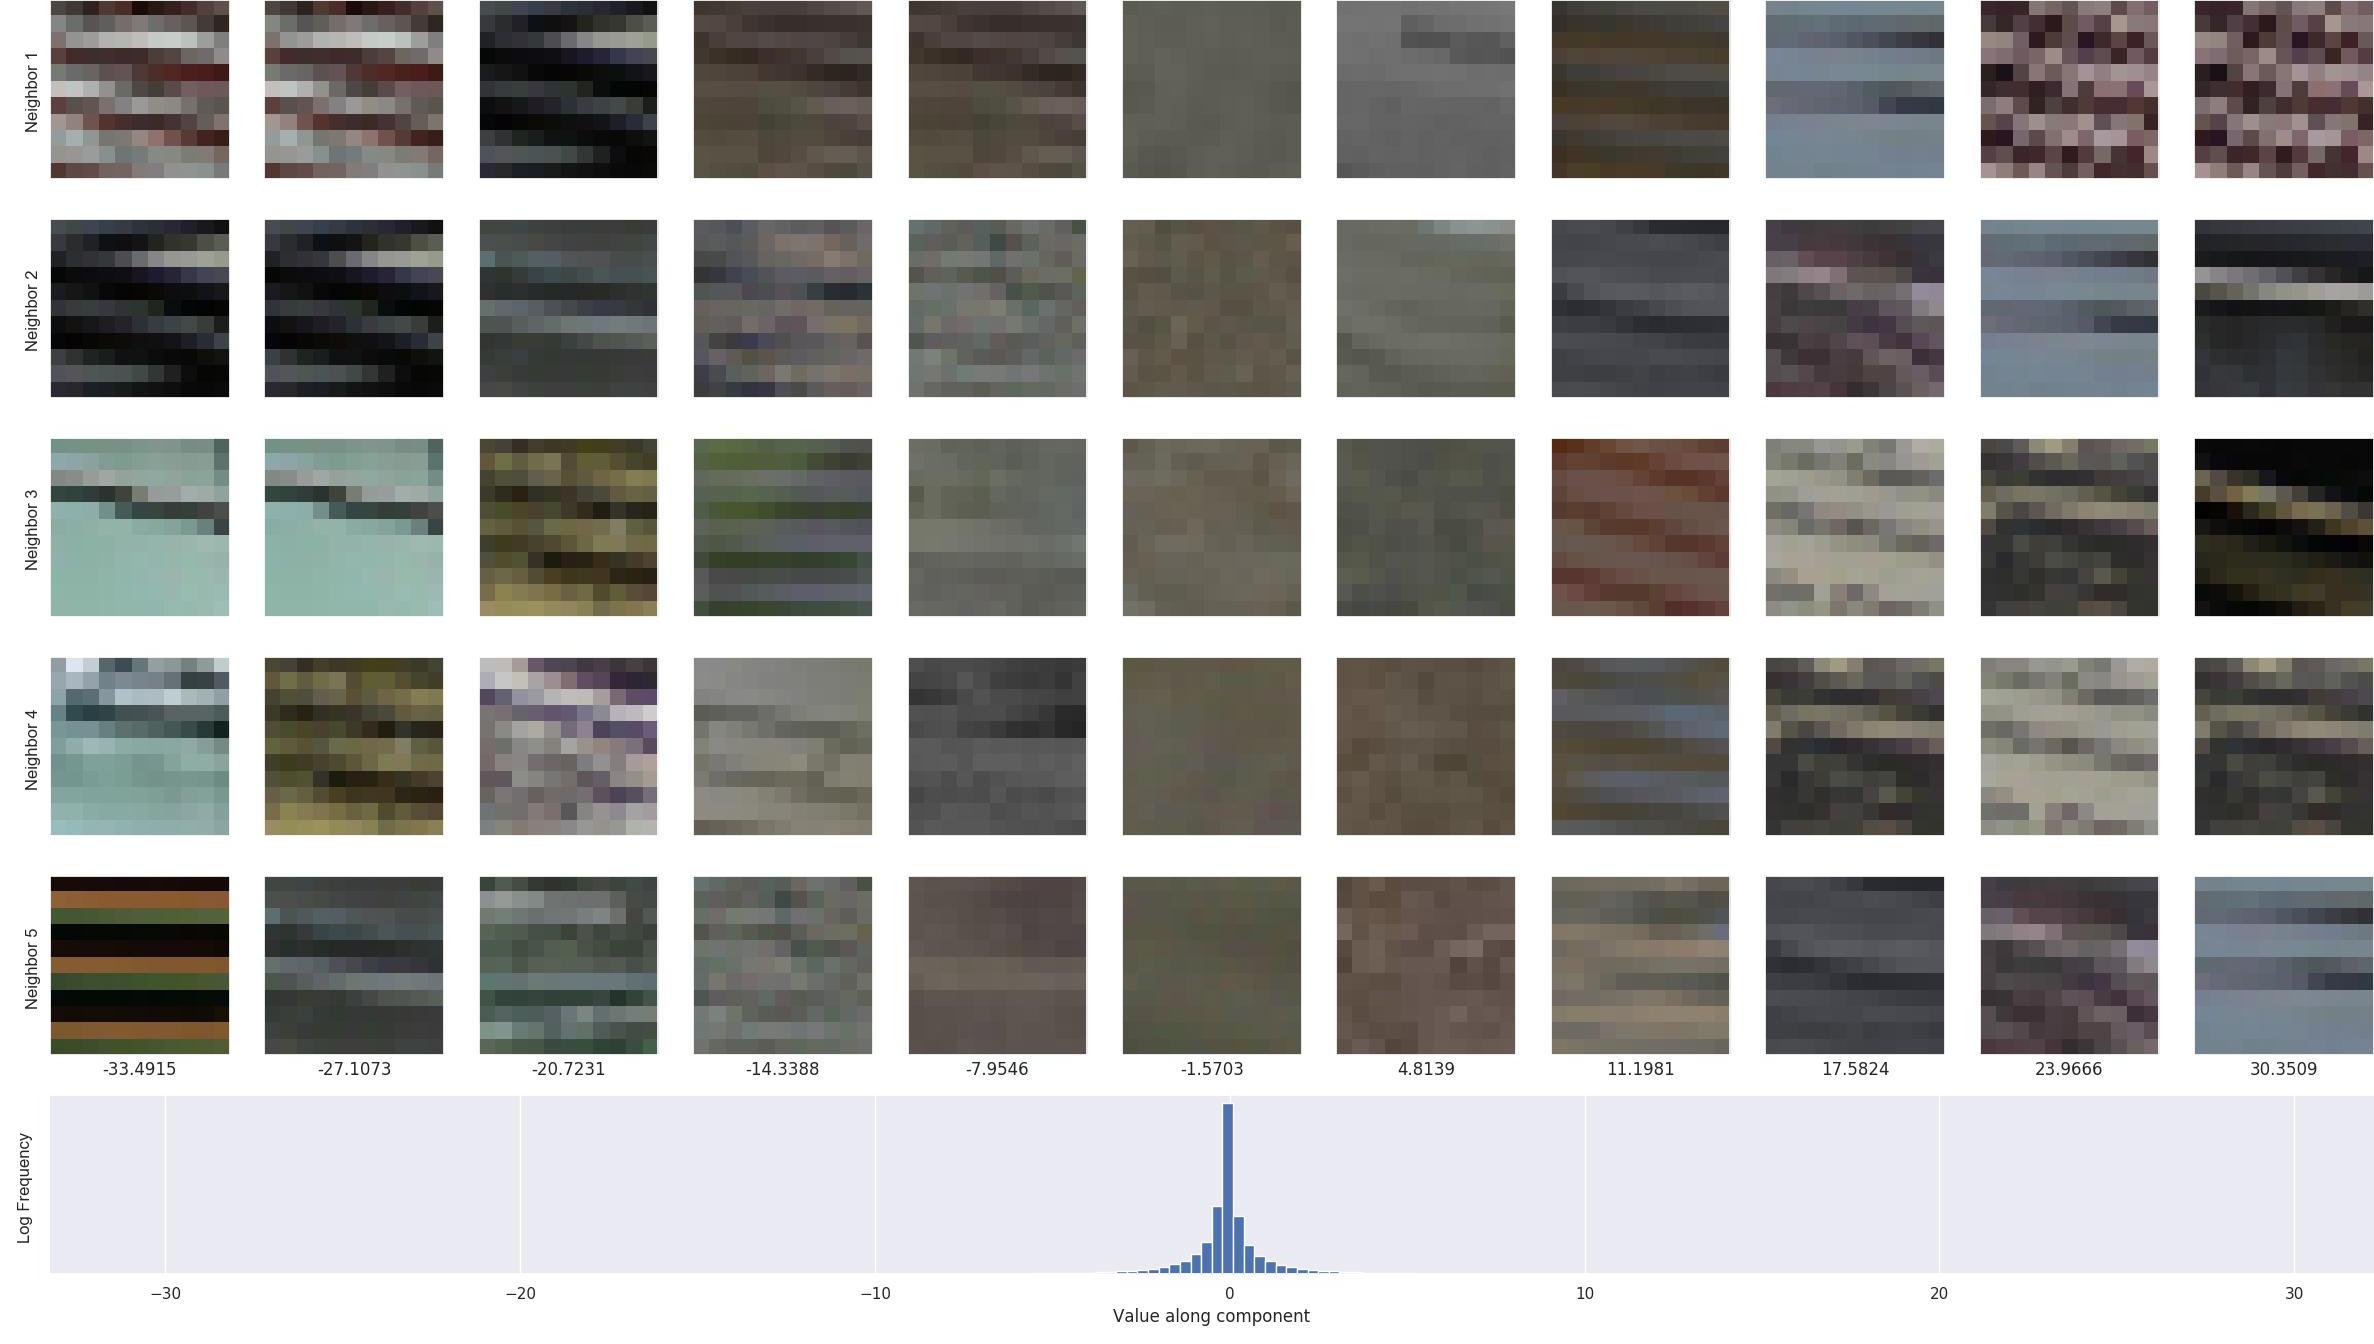 Neighbor 1
Neighbor 2
Neighbor 3
Neighbor 4
Neighbor 5
-33.4915 -27.1073 -20.7231 -14.3388 -7.9546 -1.5703 4.8139 11.1981 17.5824 23.9666 30.3509
Log Frequency
−30 −20 −10 0 10 20 30
Value along component